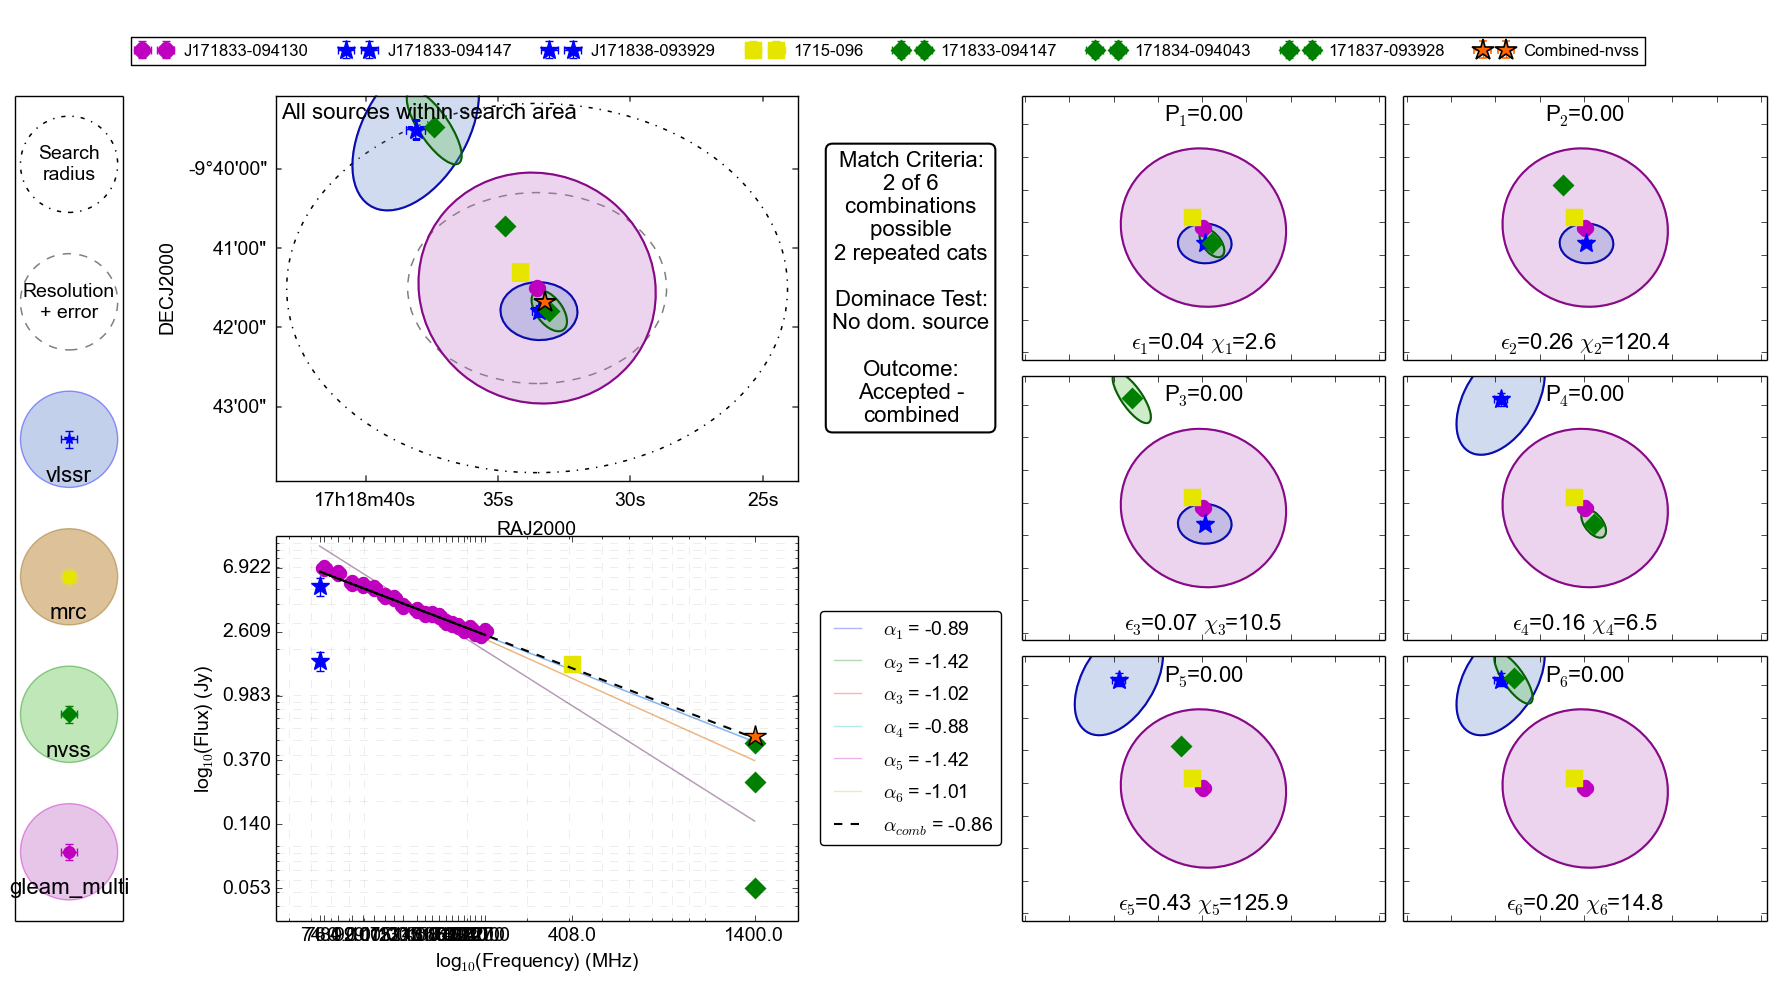 J171833-094130 J171833-094147 J171838-093929 1715-096 171833-094147 171834-094043 171837-093928 Combined-nvss
Search
radius
Resolution
+ error
vlssr
mrc
nvss
gleam_multi
All sources within search area
DECJ2000
-9°40'00"
41'00"
42'00"
43'00"
17h18m40s 35s 30s 25s
RAJ2000
Match Criteria:
2 of 6
combinations
possible
2 repeated cats
Dominace Test:
No dom. source
Outcome:
Accepted -
combined
log10(Flux) (Jy)
6.922
2.609
0.983
0.370
0.140
0.053
408.0 1400.0
log10(Frequency) (MHz)
α1 = -0.89
α2 = -1.42
α3 = -1.02
α4 = -0.88
α5 = -1.42
α6 = -1.01
αcomb = -0.86
P1=0.00
ϵ1=0.04 χ1=2.6
P2=0.00
ϵ2=0.26 χ2=120.4
P3=0.00
ϵ3=0.07 χ3=10.5
P4=0.00
ϵ4=0.16 χ4=6.5
P5=0.00
ϵ5=0.43 χ5=125.9
P6=0.00
ϵ6=0.20 χ6=14.8